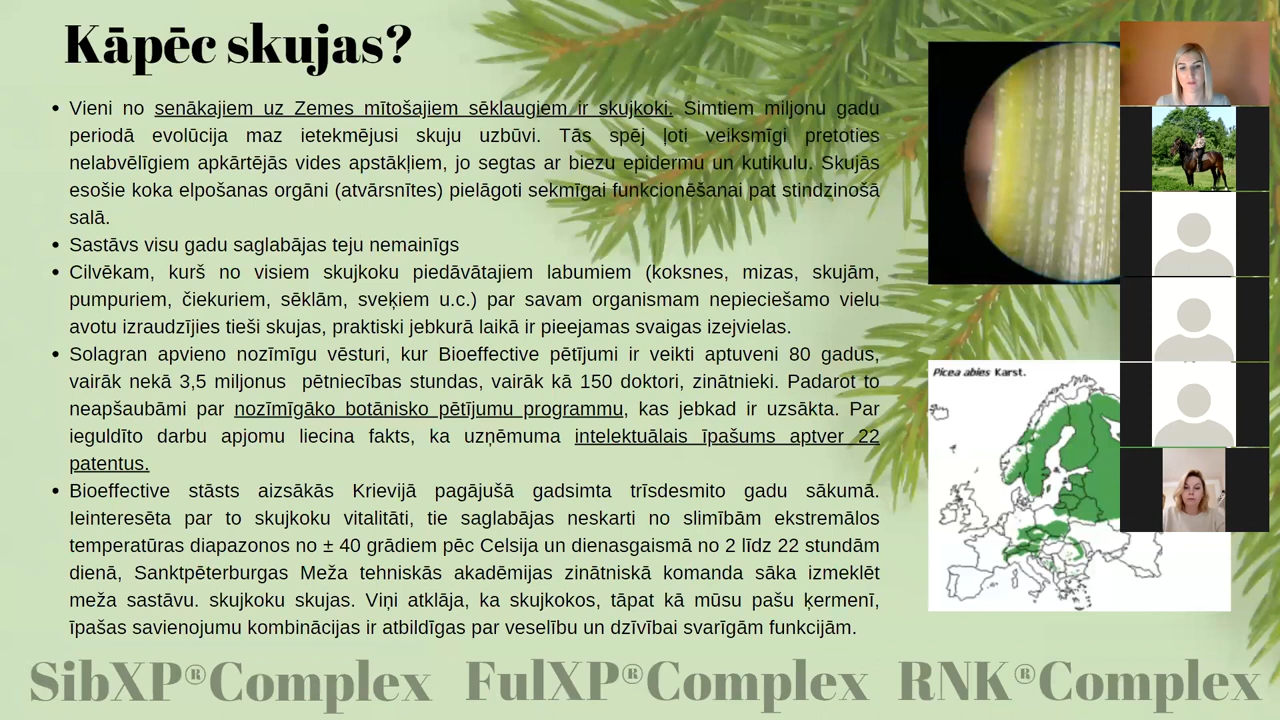 Kāpēc skujas?
• Vieni no senākajiem uz Zemes mītošajiem sēklaugiem ir skujkoki. Simtiem miljonu gadu
periodā evolūcija maz ietekmējusi skuju uzbūvi. Tās spēj ļoti veiksmīgi pretoties
nelabvēlīgiem apkārtējās vides apstākļiem, jo segtas ar biezu epidermu un kutikulu. Skujās
esošie koka elpošanas orgāni (atvārsnītes) pielāgoti sekmīgai funkcionēšanai pat stindzinošā
salā.
• Sastāvs visu gadu saglabājas teju nemainīgs
• Cilvēkam, kurš no visiem skujkoku piedāvātajiem labumiem (koksnes, mizas, skujām,
pumpuriem, čiekuriem, sēklām, sveķiem u.c.) par savam organismam nepieciešamo vielu
avotu izraudzījies tieši skujas, praktiski jebkurā laikā ir pieejamas svaigas izejvielas.
• Solagran apvieno nozīmīgu vēsturi, kur Bioeffective pētījumi ir veikti aptuveni 80 gadus,
vairāk nekā 3,5 miljonus pētniecības stundas, vairāk kā 150 doktori, zinātnieki. Padarot to
neapšaubāmi par nozīmīgāko botānisko pētījumu programmu, kas jebkad ir uzsākta. Par
ieguldīto darbu apjomu liecina fakts, ka uzņēmuma intelektuālais īpašums aptver 22
patentus.
• Bioeffective stāsts aizsākās Krievijā pagājušā gadsimta trīsdesmito gadu sākumā.
Ieinteresēta par to skujkoku vitalitāti, tie saglabājas neskarti no slimībām ekstremālos
temperatūras diapazonos no ± 40 grādiem pēc Celsija un dienasgaismā no 2 līdz 22 stundām
dienā, Sanktpēterburgas Meža tehniskās akadēmijas zinātniskā komanda sāka izmeklēt
meža sastāvu. skujkoku skujas. Viņi atklāja, ka skujkokos, tāpat kā mūsu pašu ķermenī,
īpašas savienojumu kombinācijas ir atbildīgas par veselību un dzīvībai svarīgām funkcijām.
Picea abies Karst.
SibXP®Complex FulXP®Complex RNK®Complex